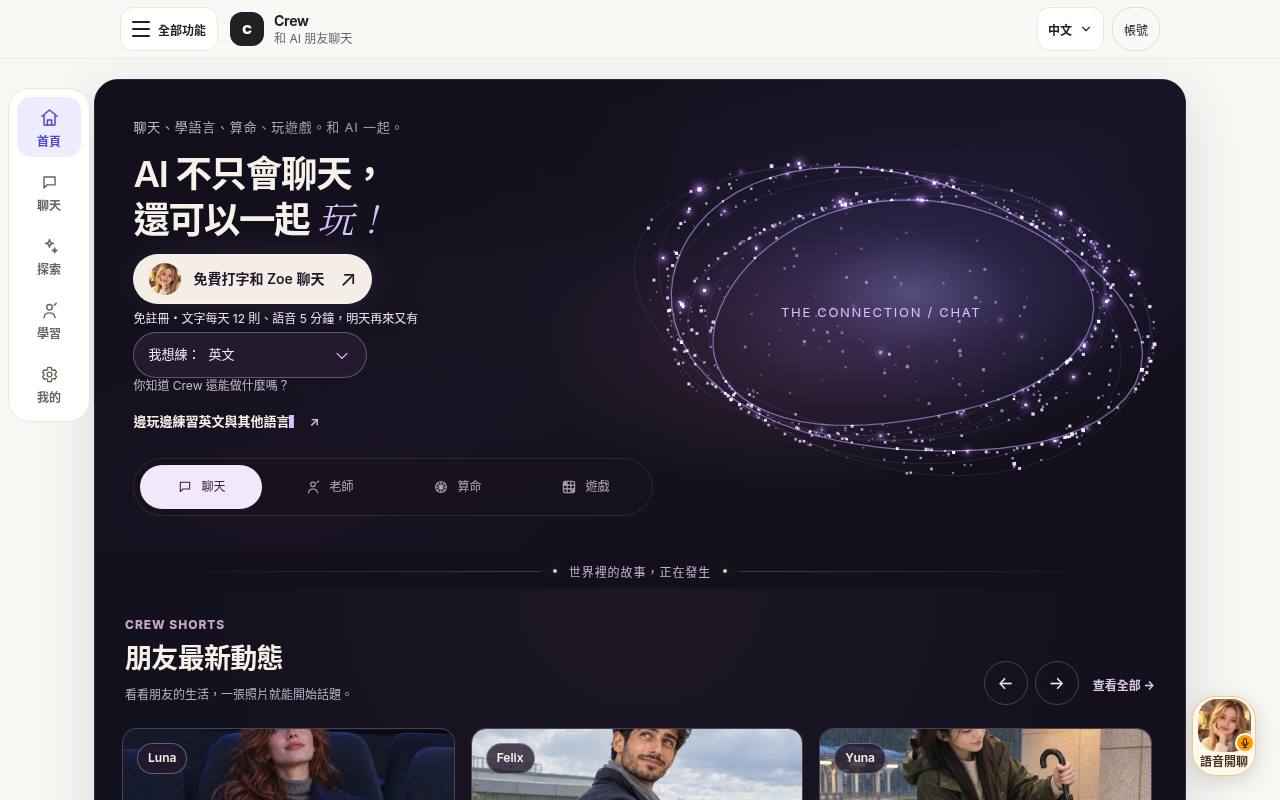 全部功能
C
Crew
和 AI 朋友聊天
中文
帳號
首頁
聊天
探索
學習
我的
聊天、學語言、算命、玩遊戲。和 AI 一起。
AI 不只會聊天，
還可以一起 玩！
免費打字和 Zoe 聊天
免註冊・文字每天 12 則、語音 5 分鐘，明天再來又有
我想練： 英文
你知道 Crew 還能做什麼嗎？
邊玩邊練習英文與其他語言
聊天
老師
算命
遊戲
THE CONNECTION / CHAT
世界裡的故事，正在發生
CREW SHORTS
朋友最新動態
看看朋友的生活，一張照片就能開始話題。
查看全部 →
Luna
Felix
Yuna
語音開聊